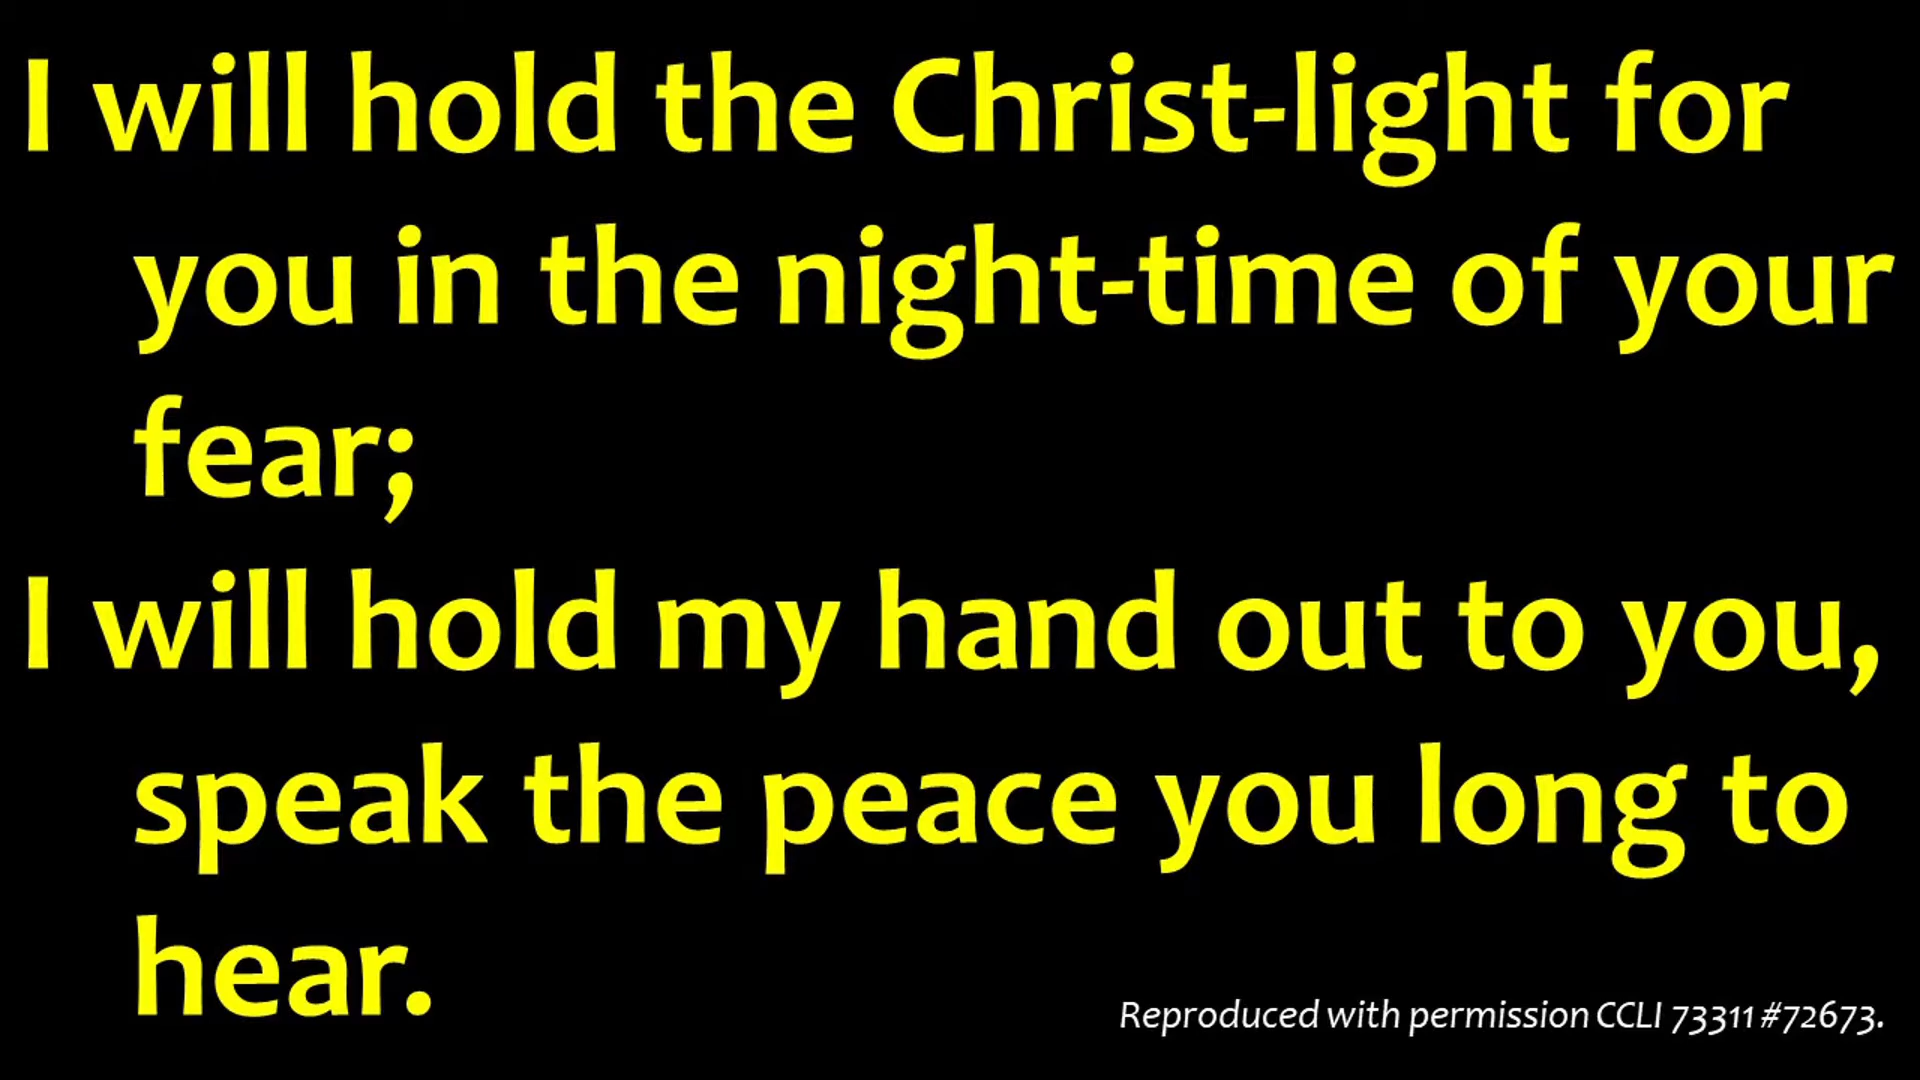 I will hold the Christ-light for
you in the night-time of your
fear;
I will hold my hand out to you,
speak the peace you long to
hear.
Reproduced with permission CCLI 73311 #72673.